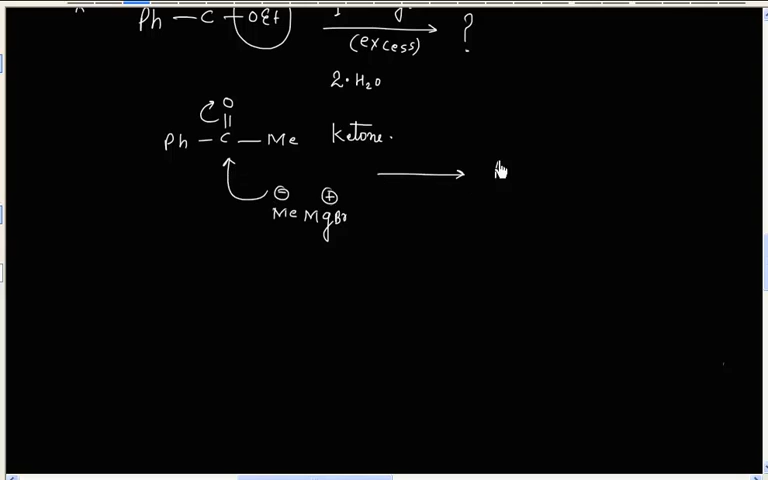 Ph — C — OEt
(excess)
?
2. H₂O
O
||
Ph — C — Me ketone.
⊖ ⊕
Me MgBr